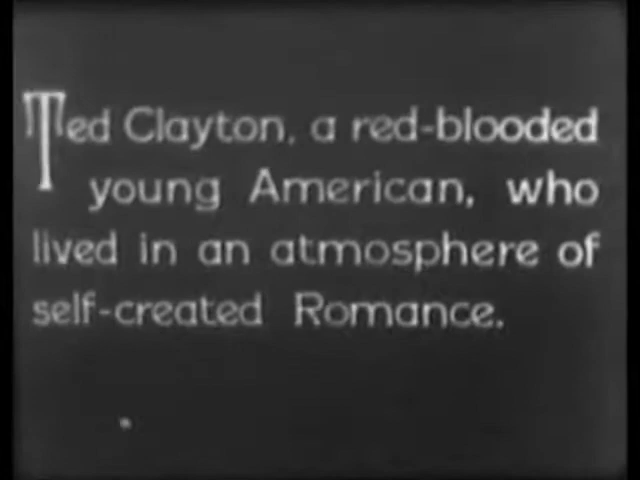 Ted Clayton, a red-blooded
young American, who
lived in an atmosphere of
self-created Romance.